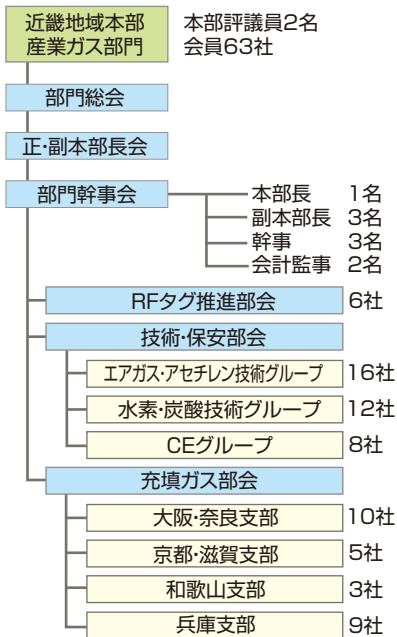 近畿地域本部
産業ガス部門
本部評議員2名
会員63社
部門総会
正・副本部長会
部門幹事会
本部長 1名
副本部長 3名
幹事 3名
会計監事 2名
RFタグ推進部会 6社
技術・保安部会
エアガス・アセチレン技術グループ 16社
水素・炭酸技術グループ 12社
CEグループ 8社
充填ガス部会
大阪・奈良支部 10社
京都・滋賀支部 5社
和歌山支部 3社
兵庫支部 9社